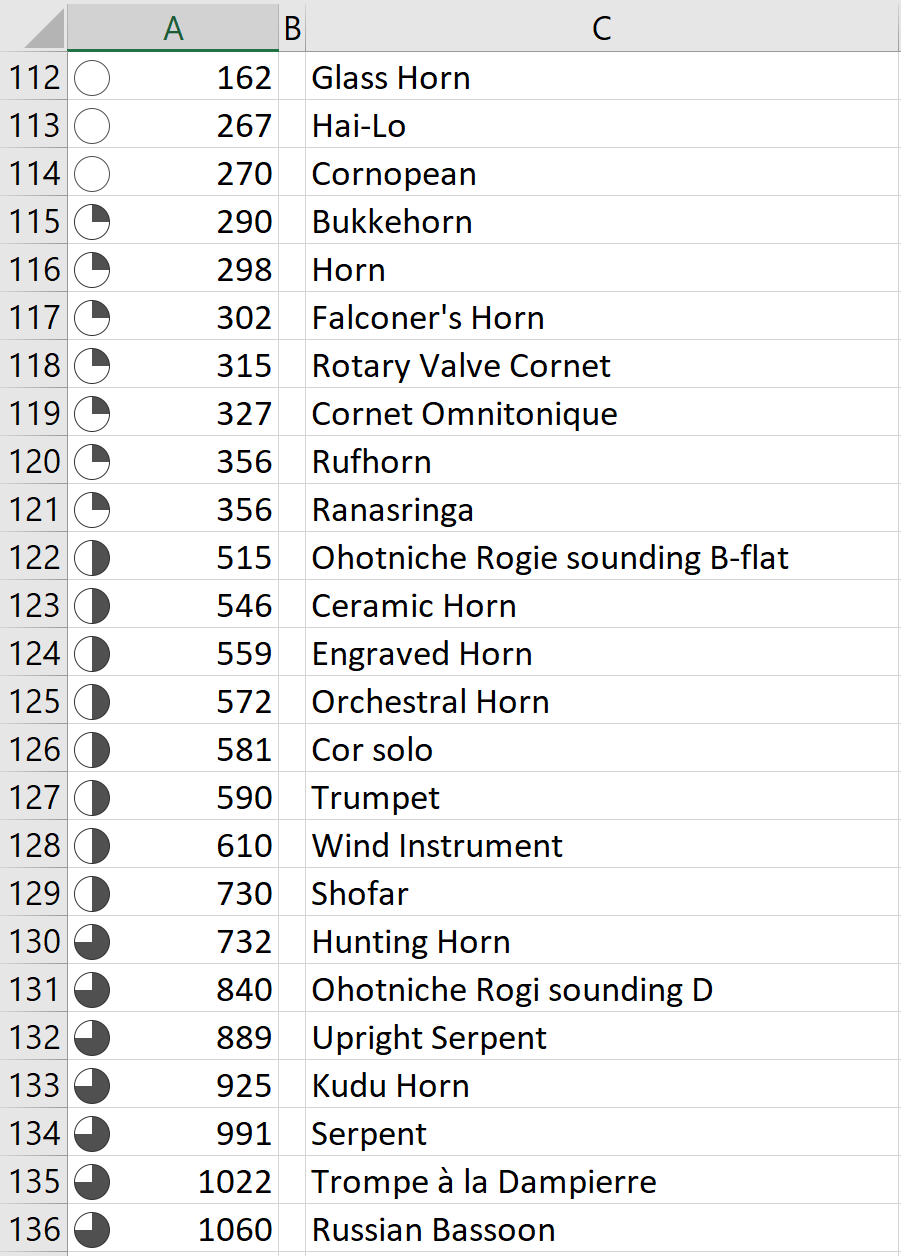 A B C
112 162 Glass Horn
113 267 Hai-Lo
114 270 Cornopean
115 290 Bukkehorn
116 298 Horn
117 302 Falconer's Horn
118 315 Rotary Valve Cornet
119 327 Cornet Omnitonique
120 356 Rufhorn
121 356 Ranasringa
122 515 Ohotniche Rogie sounding B-flat
123 546 Ceramic Horn
124 559 Engraved Horn
125 572 Orchestral Horn
126 581 Cor solo
127 590 Trumpet
128 610 Wind Instrument
129 730 Shofar
130 732 Hunting Horn
131 840 Ohotniche Rogi sounding D
132 889 Upright Serpent
133 925 Kudu Horn
134 991 Serpent
135 1022 Trompe à la Dampierre
136 1060 Russian Bassoon